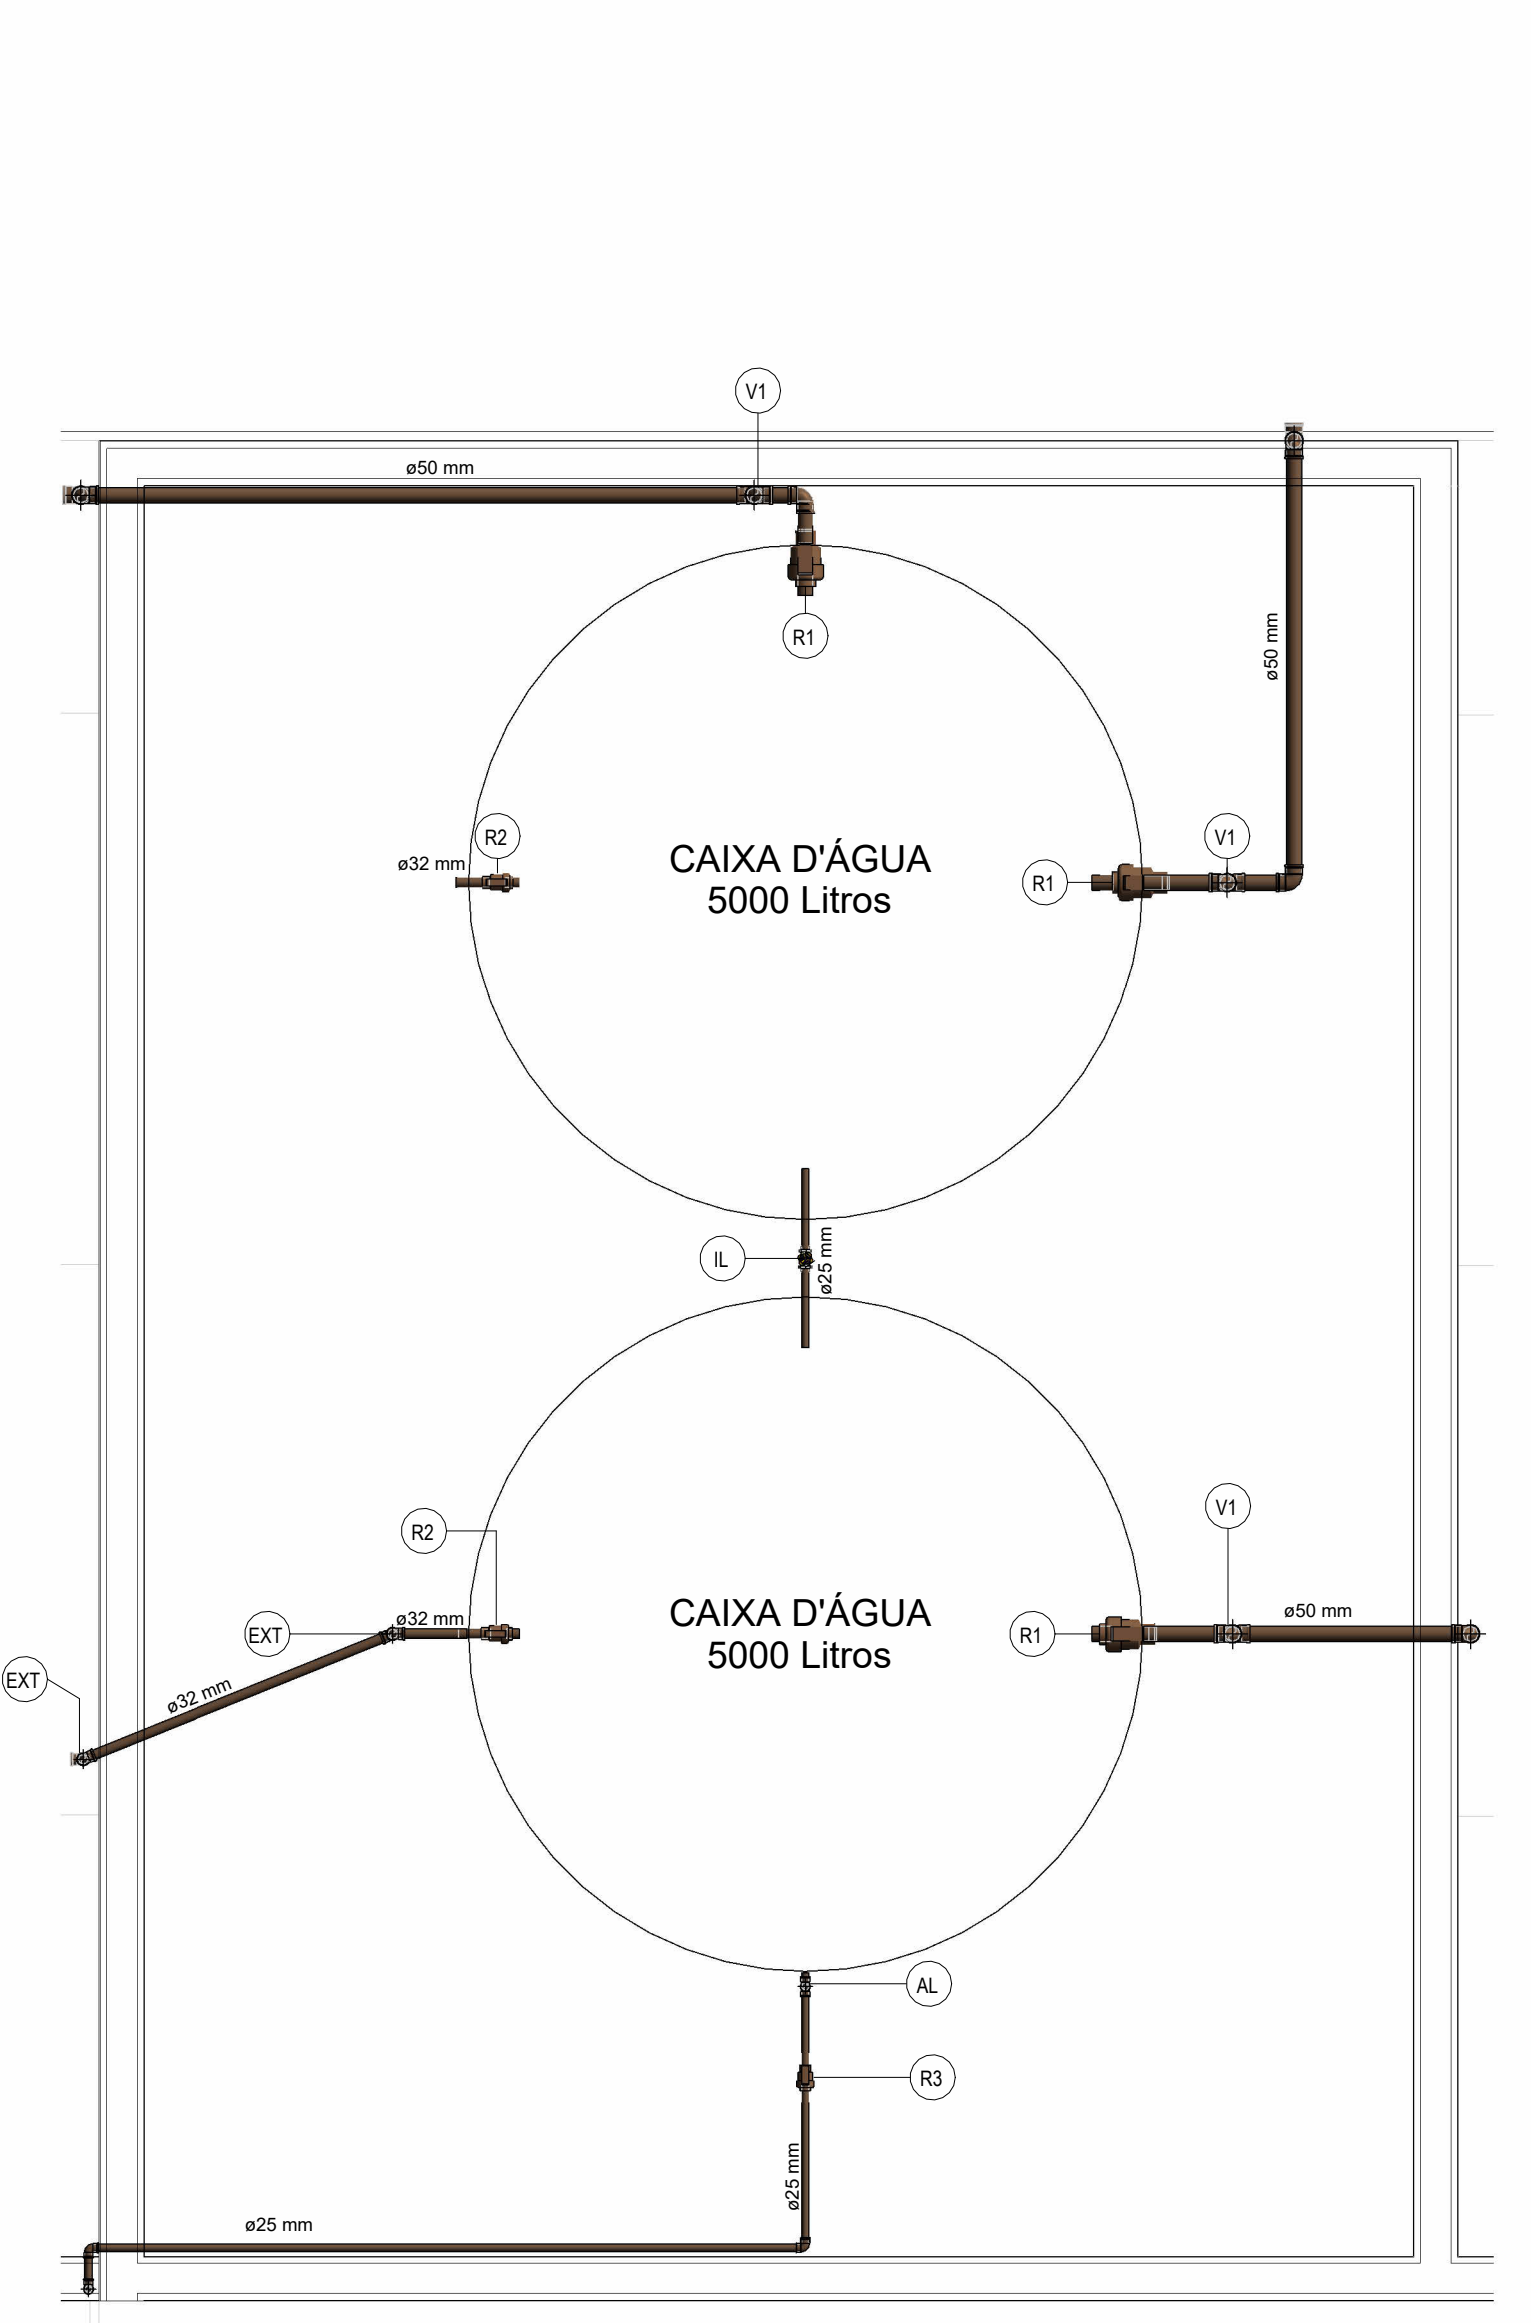 V1
ø50 mm
R1
ø50 mm
R2
V1
ø32 mm
CAIXA D'ÁGUA
5000 Litros
R1
IL
ø25 mm
V1
R2
ø50 mm
ø32 mm
EXT
CAIXA D'ÁGUA
5000 Litros
R1
EXT
ø32 mm
AL
R3
ø25 mm
ø25 mm